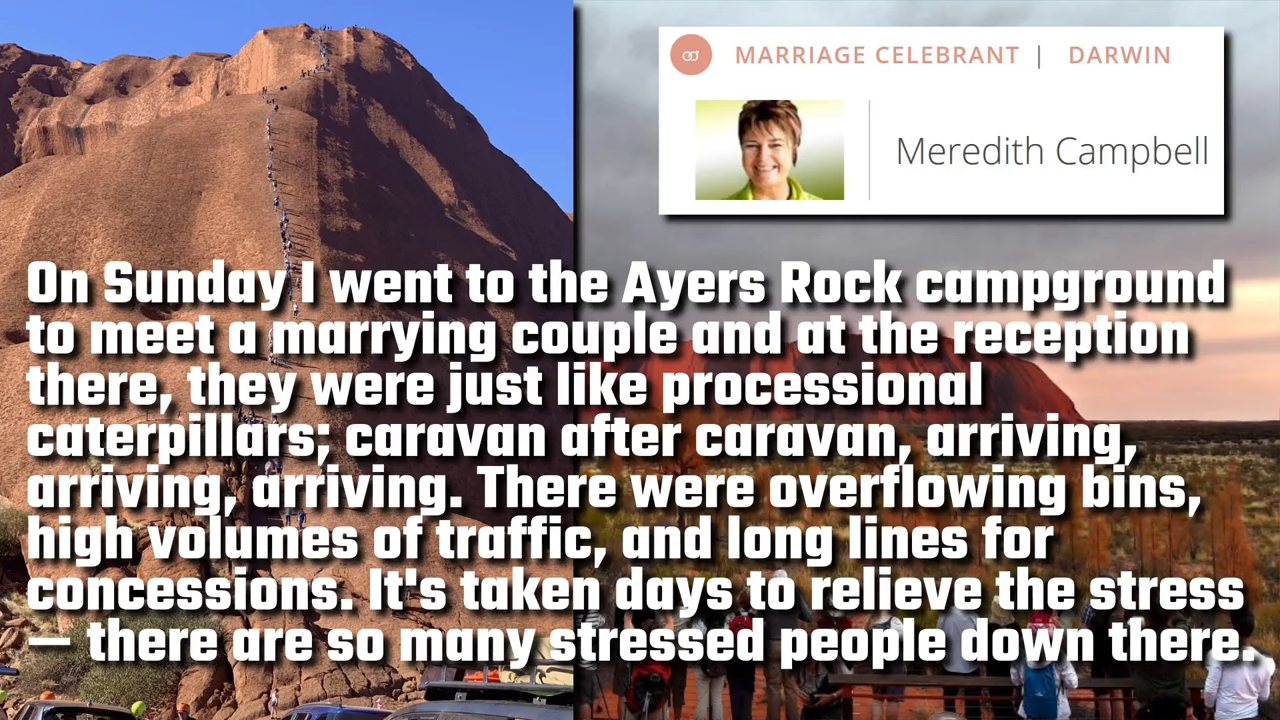 MARRIAGE CELEBRANT | DARWIN
Meredith Campbell
On Sunday I went to the Ayers Rock campground
to meet a marrying couple and at the reception
there, they were just like processional
caterpillars; caravan after caravan, arriving,
arriving, arriving. There were overflowing bins,
high volumes of traffic, and long lines for
concessions. It's taken days to relieve the stress
— there are so many stressed people down there.